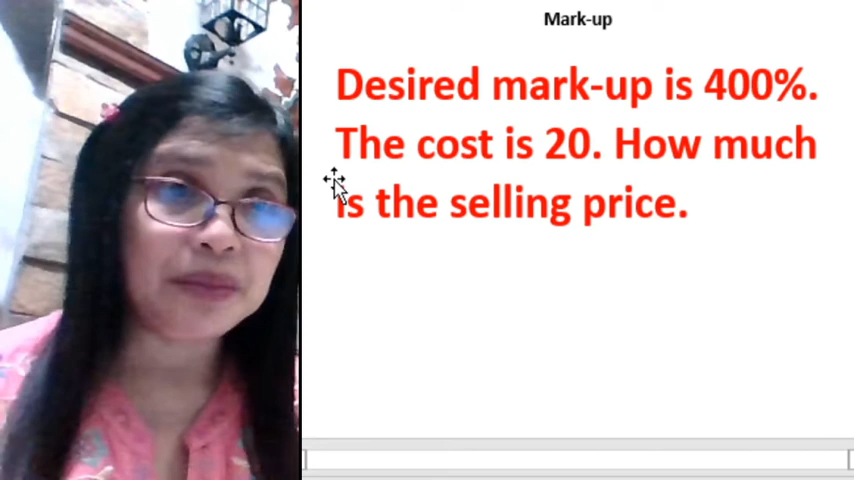 Mark-up
Desired mark-up is 400%.
The cost is 20. How much
is the selling price.